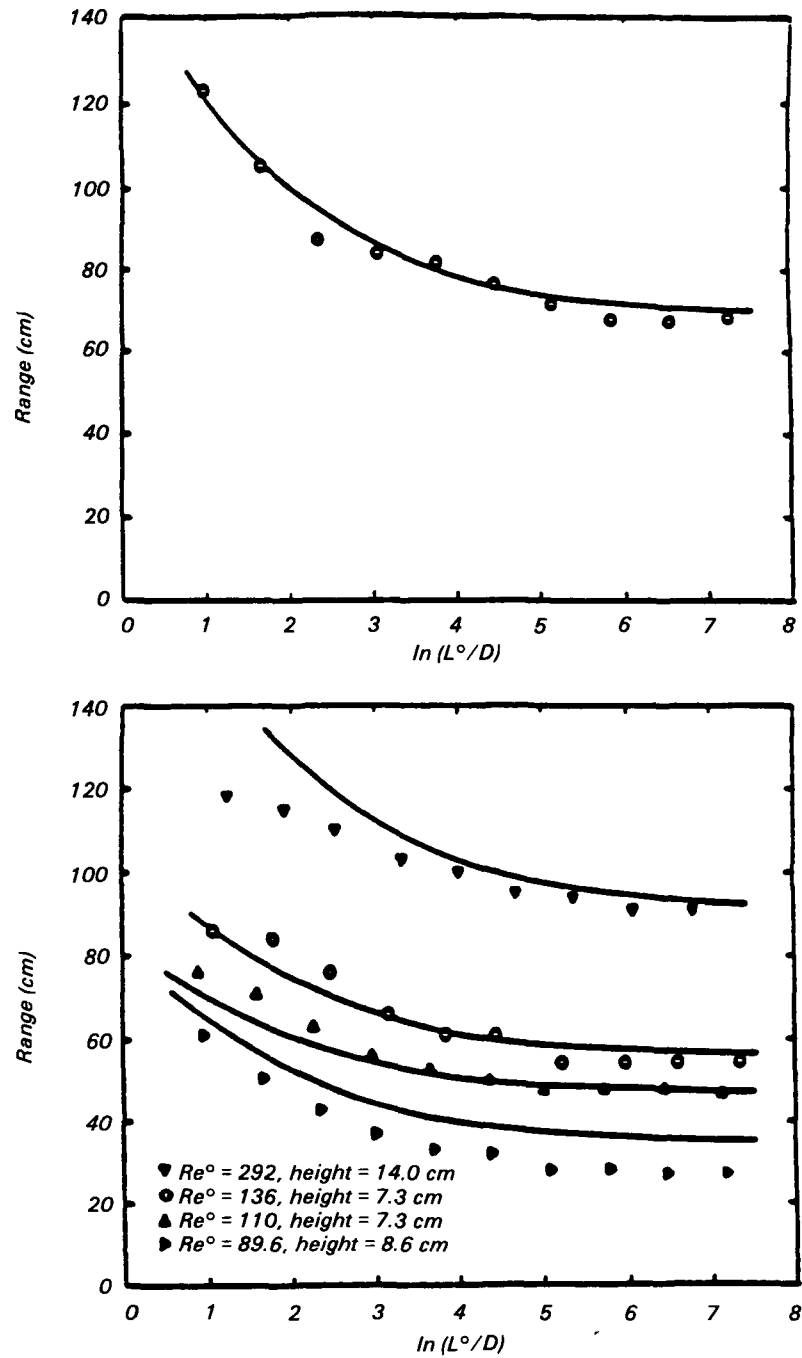 140
120
100
80
60
40
20
0
Range (cm)
0 1 2 3 4 5 6 7 8
ln (L°/D)
140
120
100
80
60
40
20
0
Range (cm)
Re° = 292, height = 14.0 cm
Re° = 136, height = 7.3 cm
Re° = 110, height = 7.3 cm
Re° = 89.6, height = 8.6 cm
0 1 2 3 4 5 6 7 8
ln (L°/D)